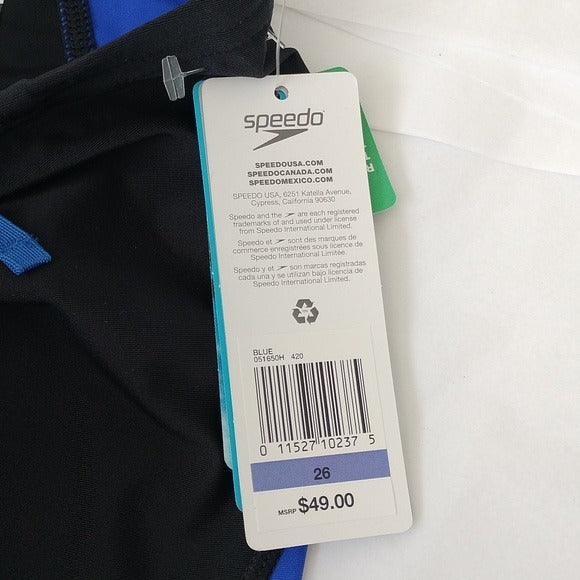 speedo
SPEEDOUSA.COM
SPEEDOCANADA.COM
SPEEDOMEXICO.COM
SPEEDO USA, 6251 Katella Avenue,
Cypress, California 90630
Speedo and the are each registered
trademarks of and used under license
from Speedo International Limited.
Speedo et sont des marques de
commerce enregistrées sous licence de
Speedo International Limitée.
Speedo y et son marcas registradas
cada una y se utilizan bajo licencia de
Speedo International Limited.
BLUE
051650H 420
0 11527 10237 5
26
MSRP $49.00